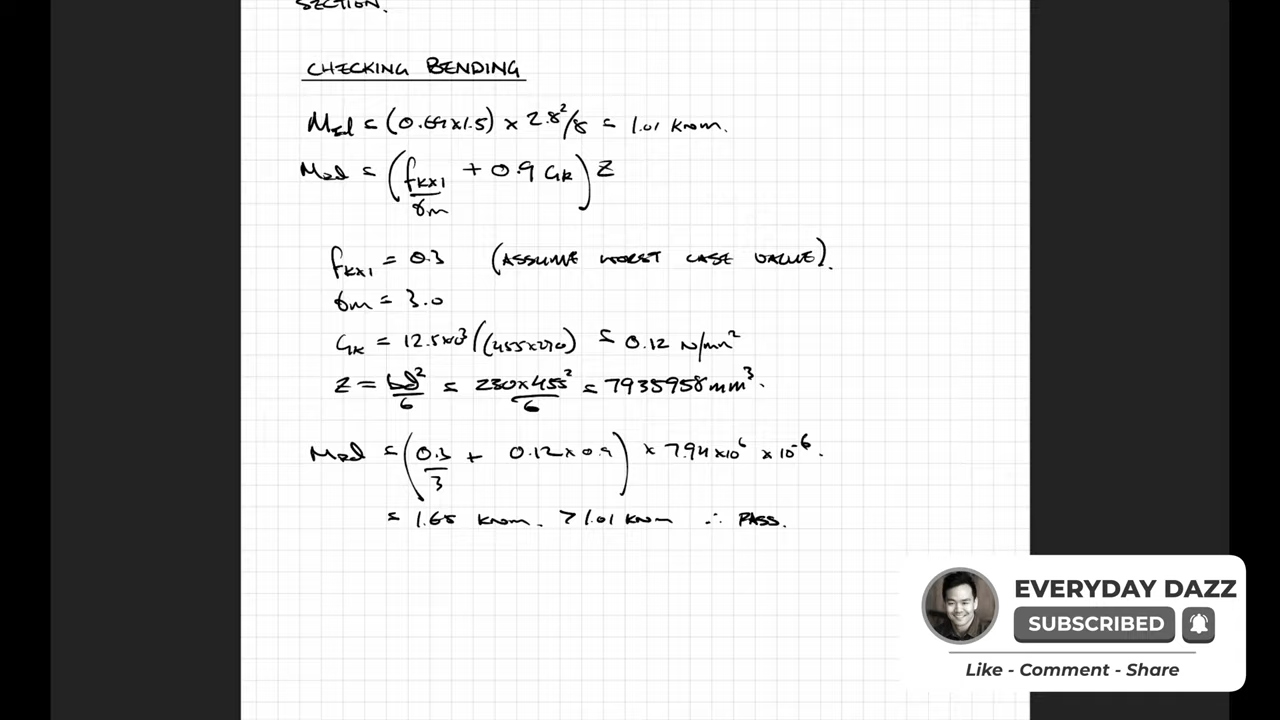 SECTION.
CHECKING BENDING
MEd = (0.69x1.5) x 2.8²/8 = 1.01 kNm.
MRd = (fkx1/γm + 0.9 Gk) Z
fkx1 = 0.3 (ASSUME WORST CASE VALUE).
γm = 3.0
Gk = 12.5x10³/(455x230) = 0.12 N/mm²
Z = bd²/6 = 230x455²/6 = 7935958mm³.
MRd = (0.3/3 + 0.12x0.9) x 7.94x10⁶ x10⁻⁶.
= 1.65 kNm. > 1.01 kNm ∴ PASS.
EVERYDAY DAZZ
SUBSCRIBED
Like - Comment - Share